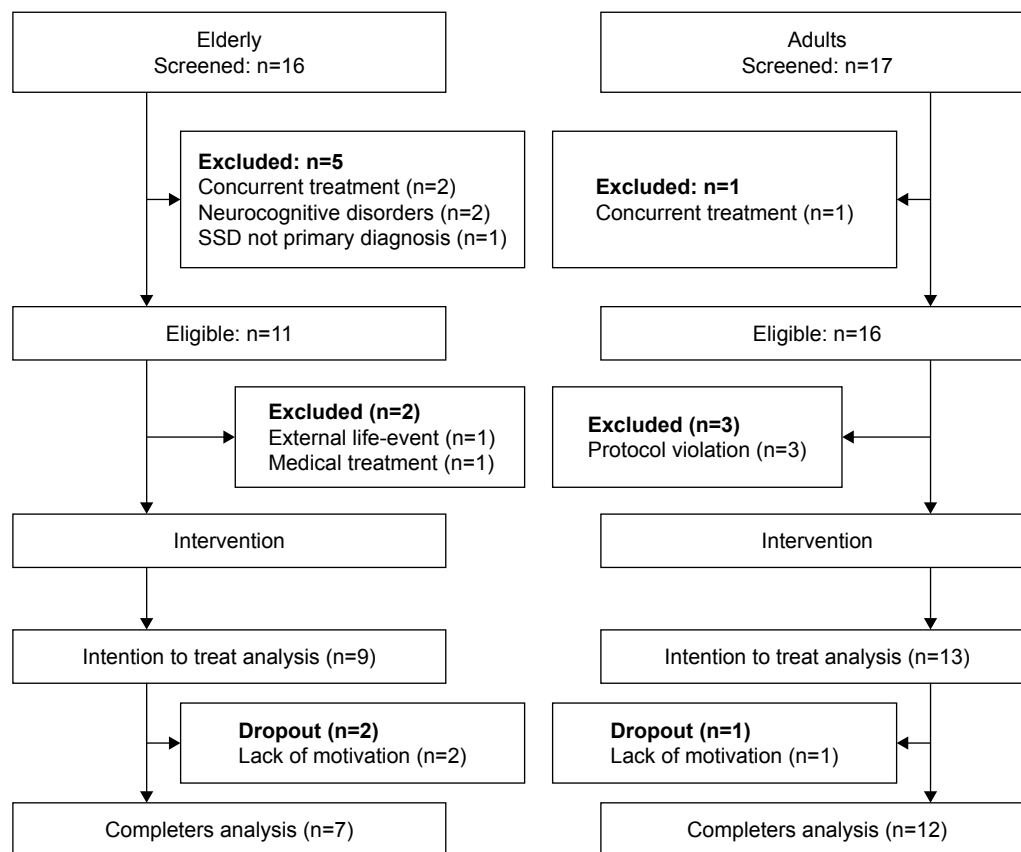 Elderly
Screened: n=16
Adults
Screened: n=17
Excluded: n=5
Concurrent treatment (n=2)
Neurocognitive disorders (n=2)
SSD not primary diagnosis (n=1)
Excluded: n=1
Concurrent treatment (n=1)
Eligible: n=11
Eligible: n=16
Excluded (n=2)
External life-event (n=1)
Medical treatment (n=1)
Excluded (n=3)
Protocol violation (n=3)
Intervention
Intervention
Intention to treat analysis (n=9)
Intention to treat analysis (n=13)
Dropout (n=2)
Lack of motivation (n=2)
Dropout (n=1)
Lack of motivation (n=1)
Completers analysis (n=7)
Completers analysis (n=12)